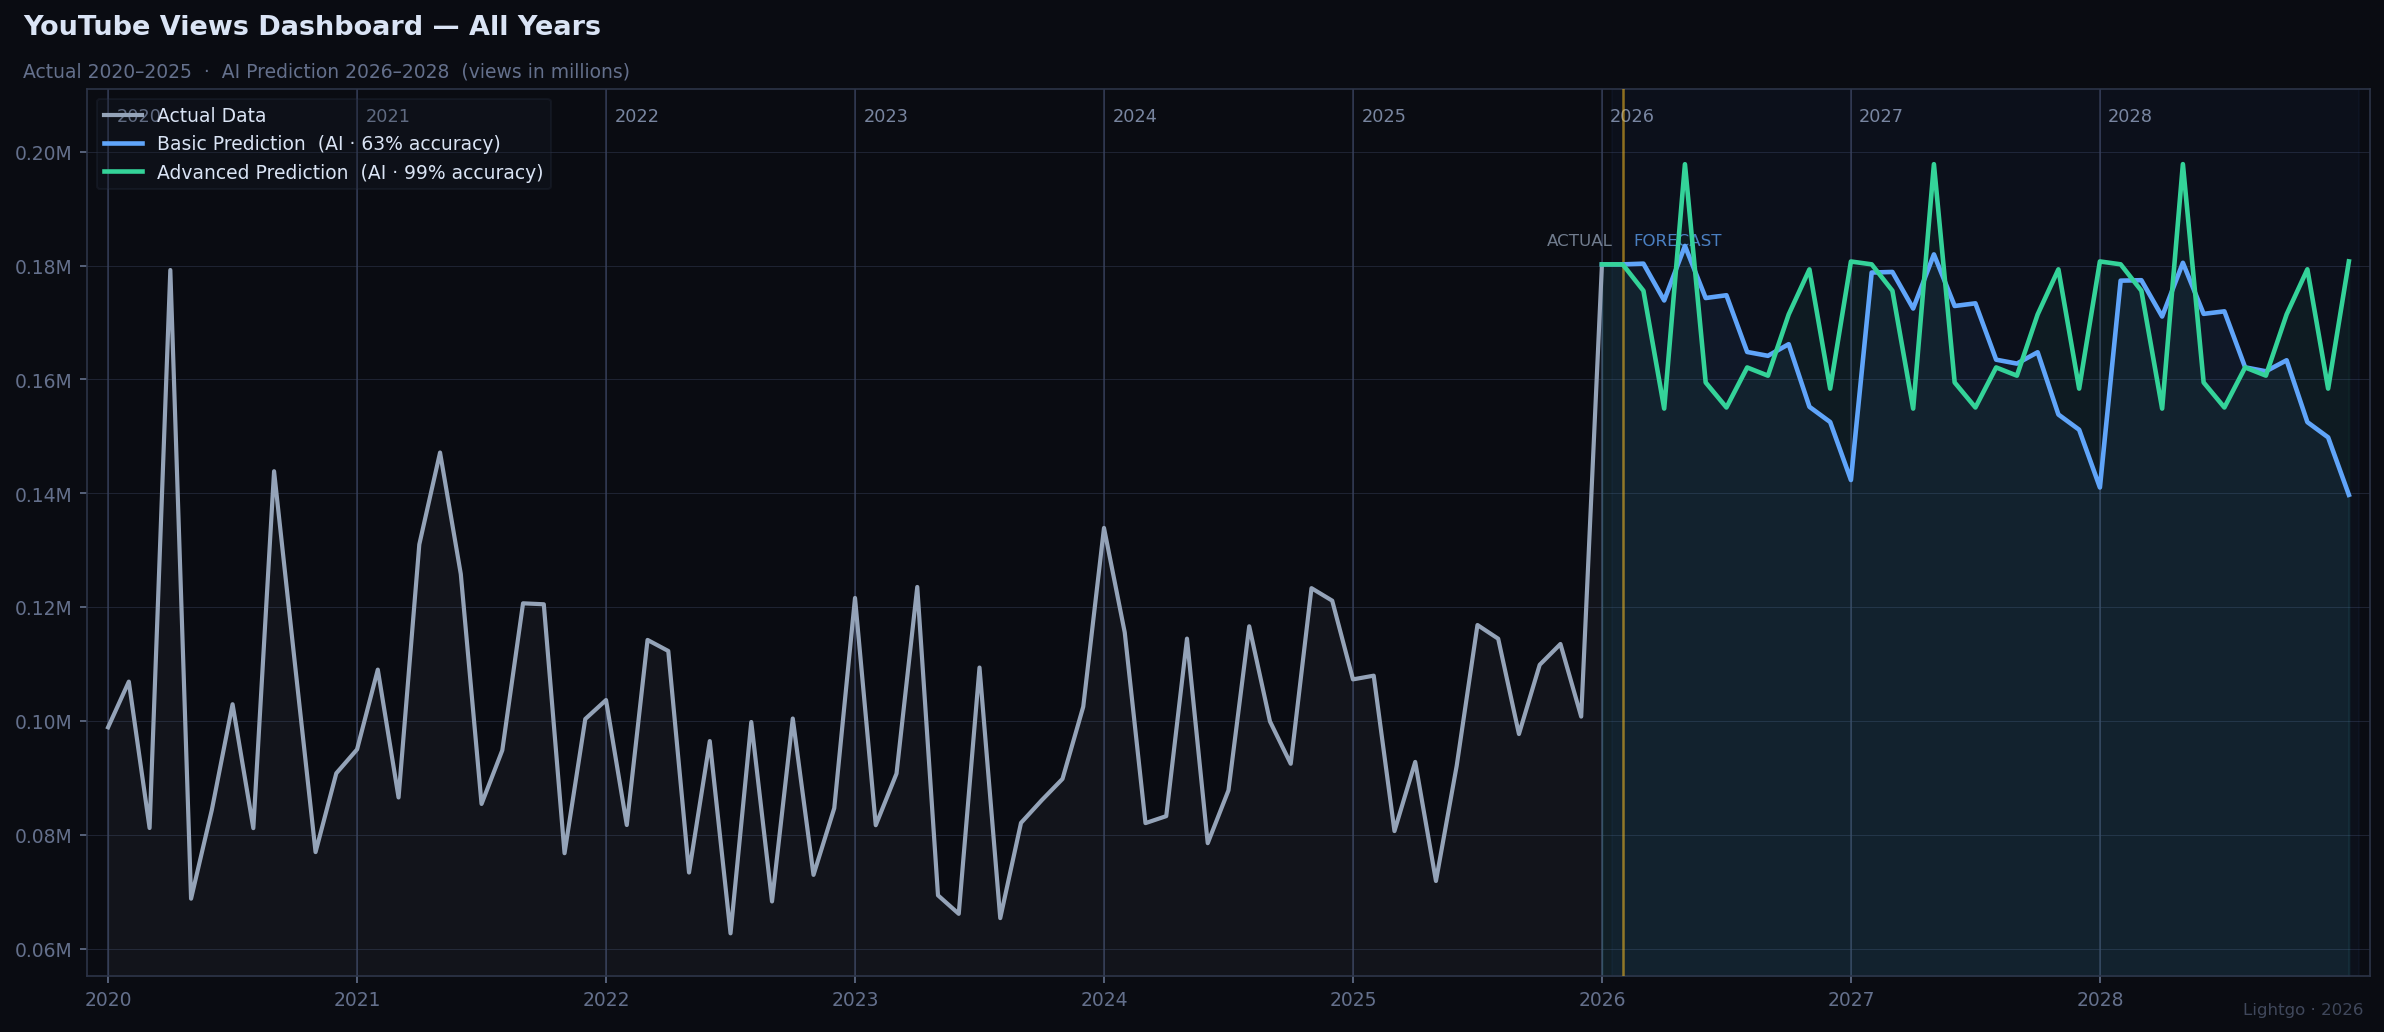 YouTube Views Dashboard — All Years
Actual 2020–2025 · AI Prediction 2026–2028 (views in millions)
2020 2021 2022 2023 2024 2025 2026 2027 2028
Actual Data
Basic Prediction (AI · 63% accuracy)
Advanced Prediction (AI · 99% accuracy)
ACTUAL FORECAST
0.20M
0.18M
0.16M
0.14M
0.12M
0.10M
0.08M
0.06M
2020 2021 2022 2023 2024 2025 2026 2027 2028
Lightgo · 2026